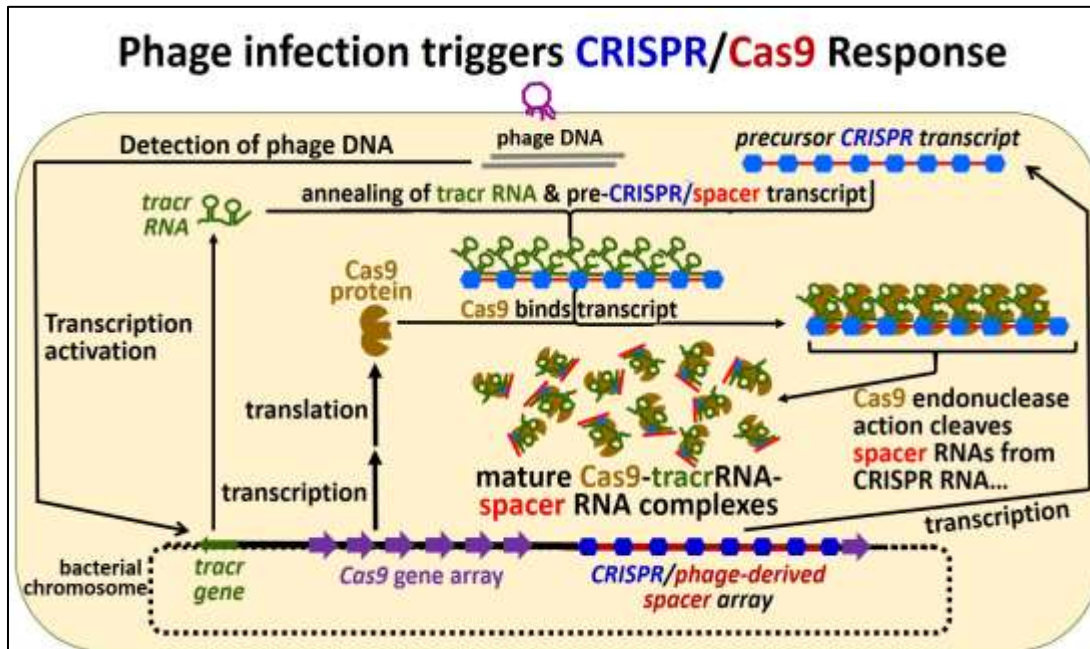 Phage infection triggers CRISPR/Cas9 Response
Detection of phage DNA
phage DNA
precursor CRISPR transcript
tracr
RNA
annealing of tracr RNA & pre-CRISPR/spacer transcript
Cas9
protein
Cas9 binds transcript
Transcription
activation
translation
transcription
mature Cas9-tracrRNA-
spacer RNA complexes
Cas9 endonuclease
action cleaves
spacer RNAs from
CRISPR RNA...
transcription
bacterial
chromosome
tracr
gene
Cas9 gene array
CRISPR/phage-derived
spacer array